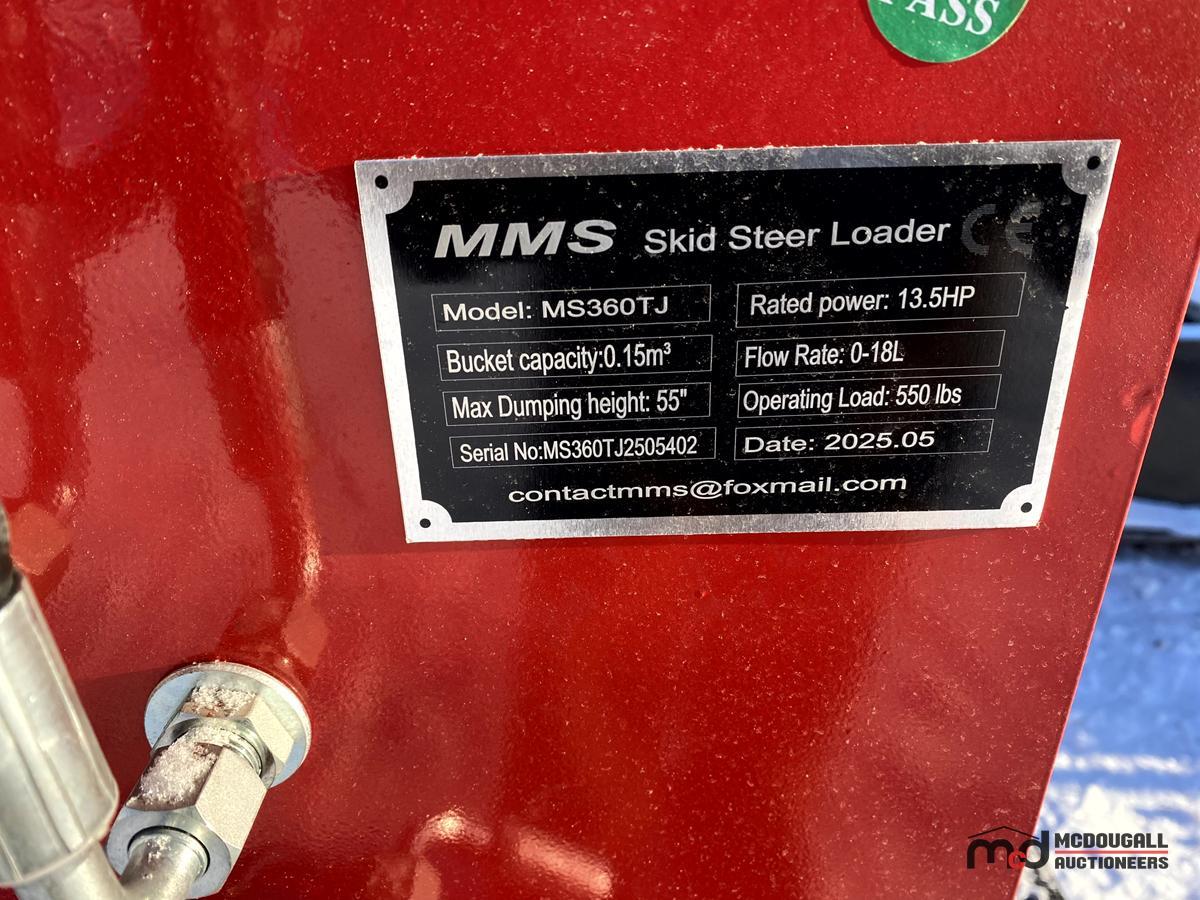 PASS
MMS Skid Steer Loader CE
Model: MS360TJ
Rated power: 13.5HP
Bucket capacity:0.15m³
Flow Rate: 0-18L
Max Dumping height: 55"
Operating Load: 550 lbs
Serial No:MS360TJ2505402
Date: 2025.05
contactmms@foxmail.com
mcd MCDOUGALL
AUCTIONEERS